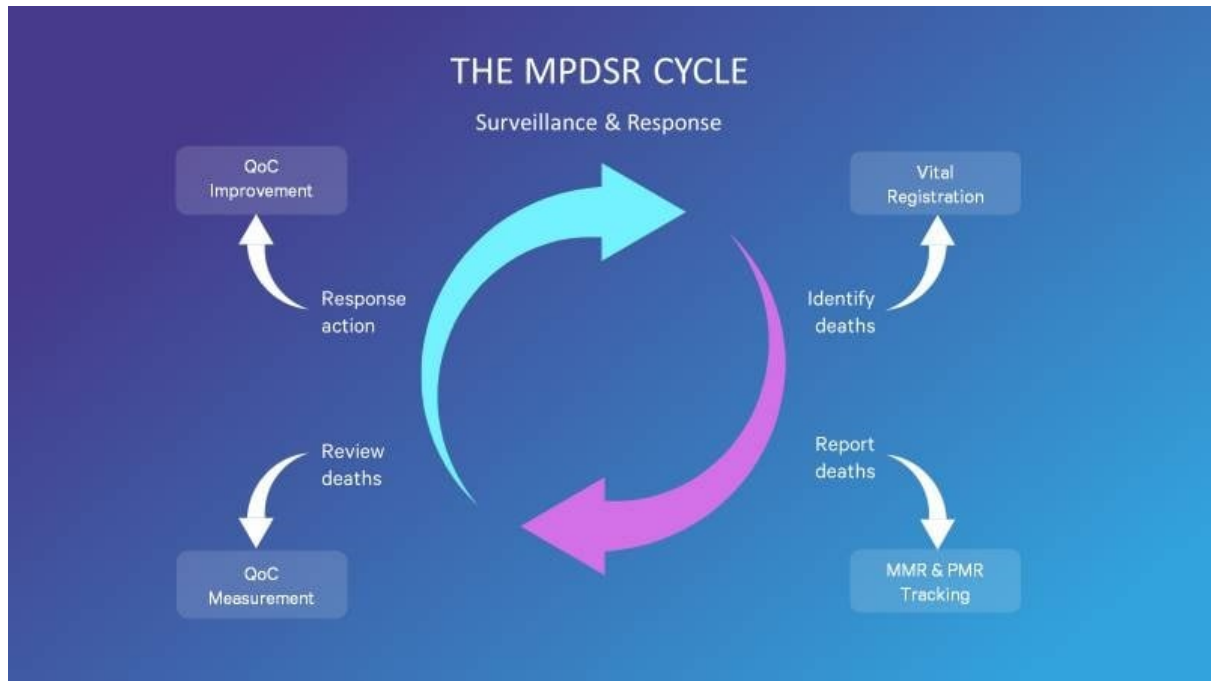 THE MPDSR CYCLE
Surveillance & Response
QoC
Improvement
Vital
Registration
Response
action
Identify
deaths
Review
deaths
Report
deaths
QoC
Measurement
MMR & PMR
Tracking